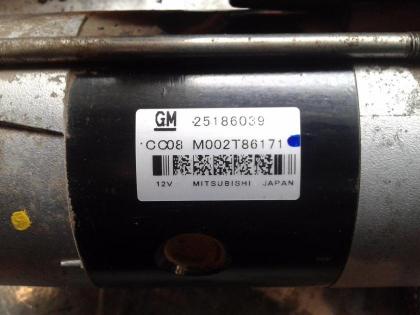 GM 25186039
CC08 M002T86171
12V MITSUBISHI JAPAN